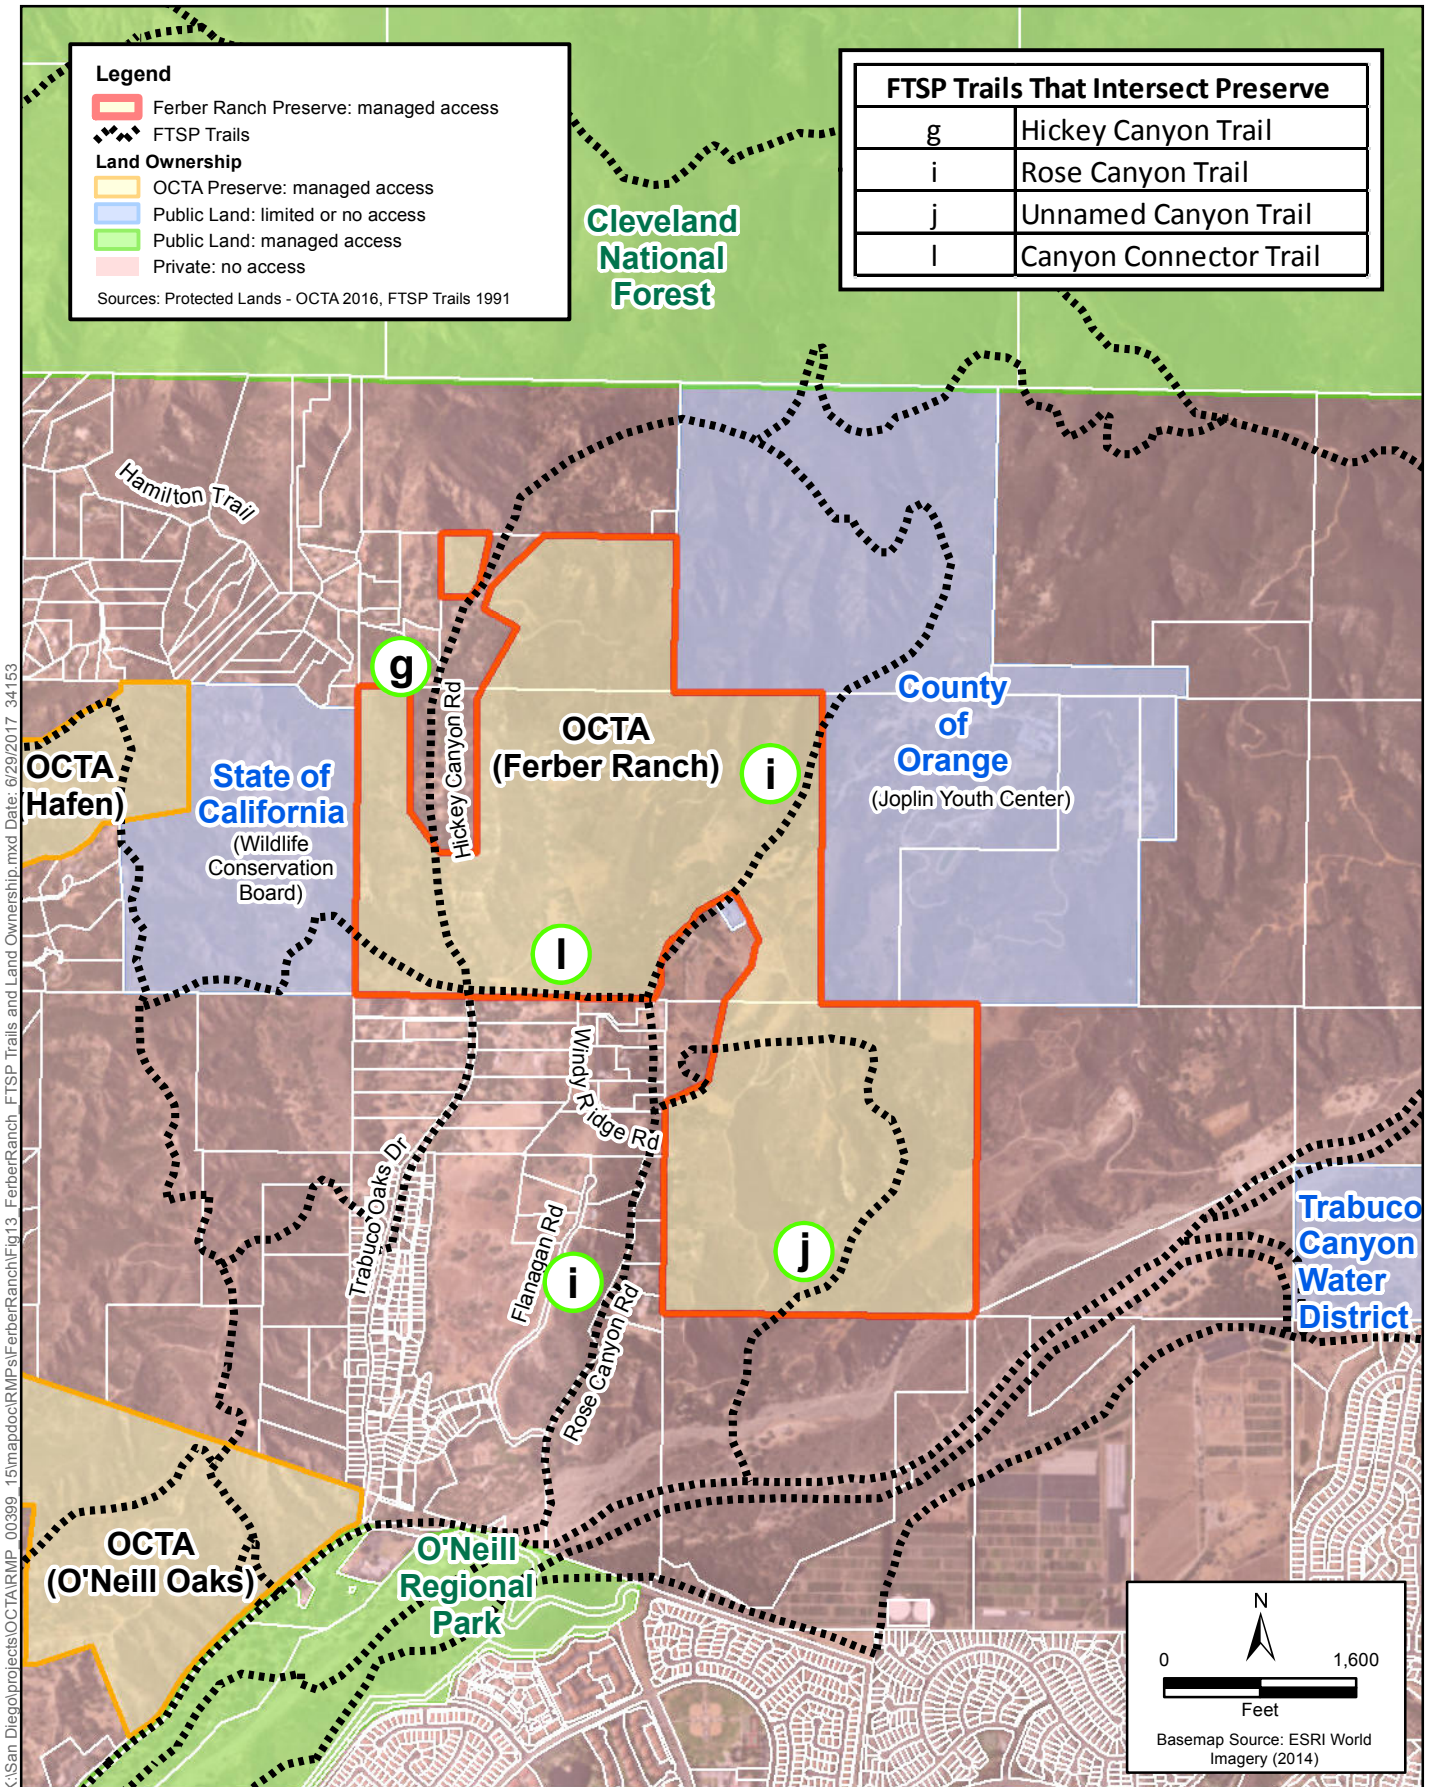 Legend
Ferber Ranch Preserve: managed access
FTSP Trails
Land Ownership
OCTA Preserve: managed access
Public Land: limited or no access
Public Land: managed access
Private: no access
Sources: Protected Lands - OCTA 2016, FTSP Trails 1991
FTSP Trails That Intersect Preserve
g Hickey Canyon Trail
i Rose Canyon Trail
j Unnamed Canyon Trail
l Canyon Connector Trail
Cleveland
National
Forest
Hamilton Trail
g
Hickey Canyon Rd
OCTA
(Ferber Ranch)
i
County
of
Orange
(Joplin Youth Center)
OCTA
(Hafen)
State of
California
(Wildlife
Conservation
Board)
l
Windy Ridge Rd
Trabuco Oaks Dr
Flanagan Rd
i
Rose Canyon Rd
j
Trabuco
Canyon
Water
District
OCTA
(O'Neill Oaks)
O'Neill
Regional
Park
N
0 1,600
Feet
Basemap Source: ESRI World
Imagery (2014)
K:\San Diego\projects\OCTA\RMP_00399_15\mapdoc\RMPs\FerberRanch\Fig13_FerberRanch_FTSP Trails and Land Ownership.mxd Date: 6/29/2017 34153